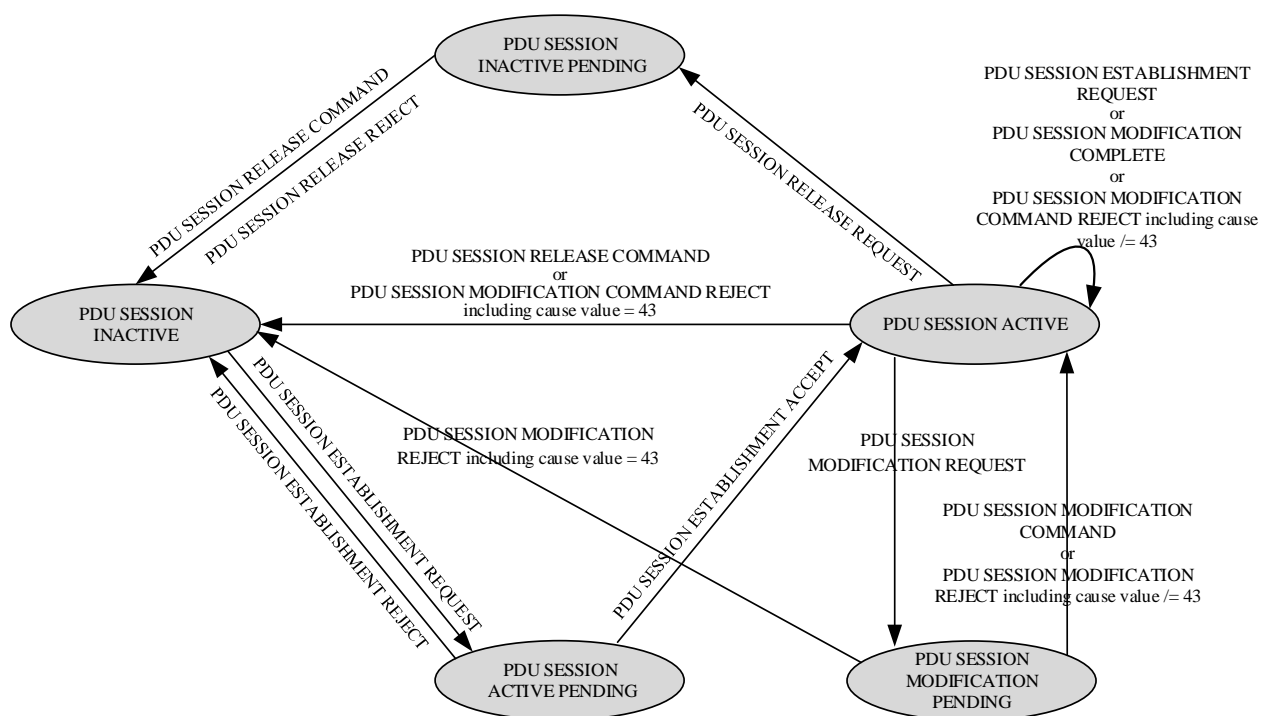 PDU SESSION
INACTIVE PENDING
PDU SESSION ESTABLISHMENT
REQUEST
or
PDU SESSION MODIFICATION
COMPLETE
or
PDU SESSION MODIFICATION
COMMAND REJECT including cause
value /= 43
PDU SESSION RELEASE COMMAND
PDU SESSION RELEASE REJECT
PDU SESSION RELEASE REQUEST
PDU SESSION RELEASE COMMAND
or
PDU SESSION MODIFICATION COMMAND REJECT
including cause value = 43
PDU SESSION
INACTIVE
PDU SESSION ACTIVE
PDU SESSION ESTABLISHMENT REQUEST
PDU SESSION ESTABLISHMENT REJECT
PDU SESSION MODIFICATION
REJECT including cause value = 43
PDU SESSION ESTABLISHMENT ACCEPT
PDU SESSION
MODIFICATION REQUEST
PDU SESSION MODIFICATION
COMMAND
or
PDU SESSION MODIFICATION
REJECT including cause value /= 43
PDU SESSION
ACTIVE PENDING
PDU SESSION
MODIFICATION
PENDING